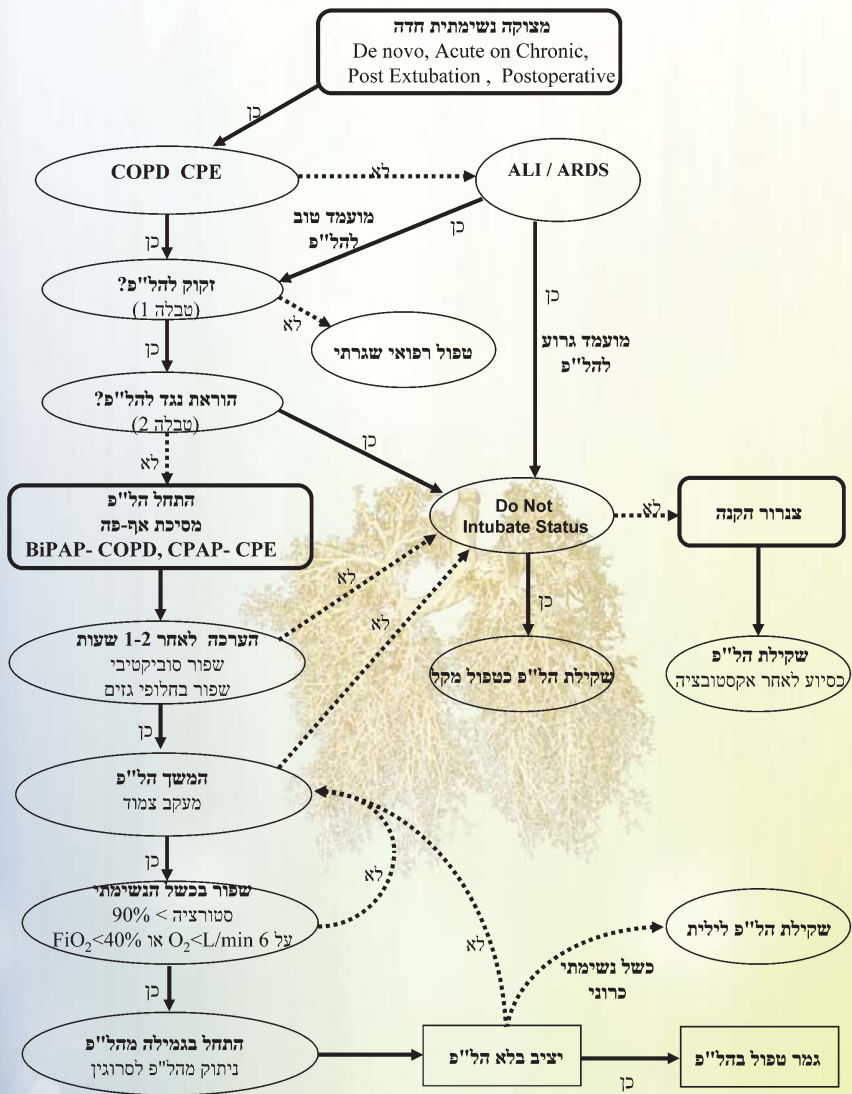 מצוקה נשימתית חדה
De novo, Acute on Chronic,
Post Extubation , Postoperative
כן
COPD CPE
לא
ALI / ARDS
כן
מועמד טוב
להל"פ
כן
זקוק להל"פ?
(טבלה 1)
לא
טפול רפואי שגרתי
כן
מועמד גרוע
להל"פ
כן
הוראת נגד להל"פ?
(טבלה 2)
כן
לא
התחל הל"פ
מסיכת אף-פה
BiPAP- COPD, CPAP- CPE
Do Not
Intubate Status
לא
צנרור הקנה
לא
לא
כן
הערכה לאחר 1-2 שעות
שפור סוביקטיבי
שפור בחלופי גזים
שקילת הל"פ כטפול מקל
שקילת הל"פ
כסיוע לאחר אקסטובציה
כן
המשך הל"פ
מעקב צמוד
כן
לא
שפור בכשל הנשימתי
סטורציה > 90%
על FiO₂<40% או O₂<L/min 6
לא
כשל נשימתי
כרוני
שקילת הל"פ לילית
כן
התחל בגמילה מהל"פ
ניתוק מהל"פ לסרוגין
יציב בלא הל"פ
כן
גמר טפול בהל"פ